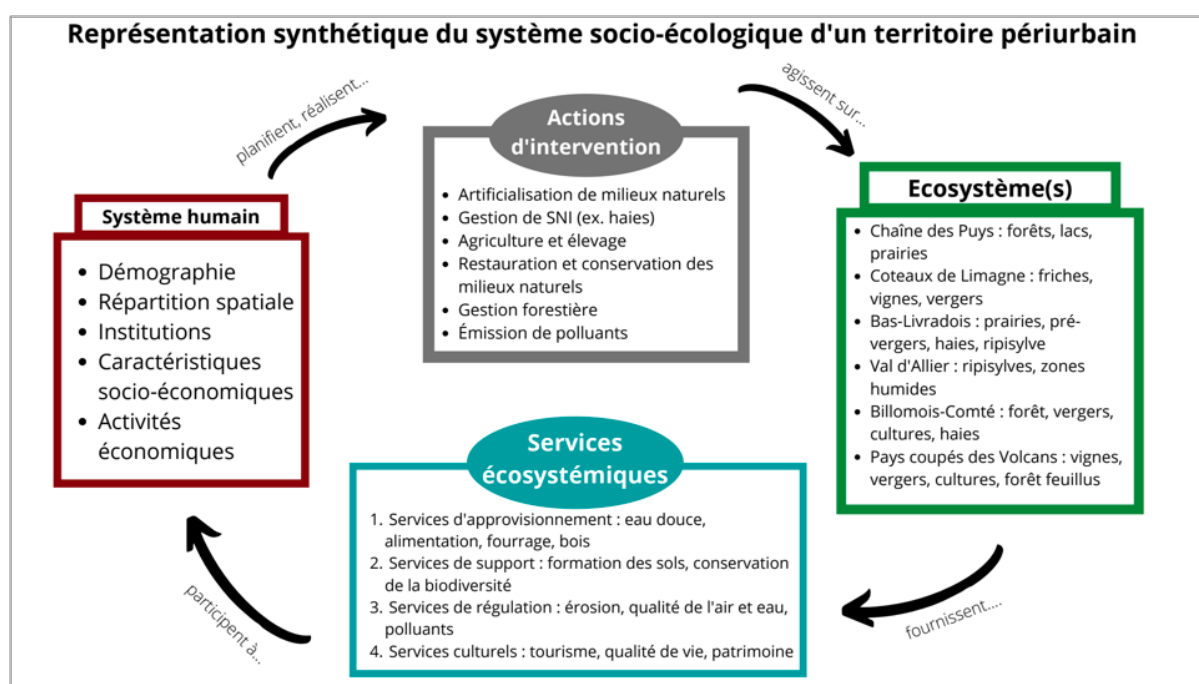 Représentation synthétique du système socio-écologique d'un territoire périurbain
planifient, réalisent...
agissent sur...
Actions
d'intervention
• Artificialisation de milieux naturels
• Gestion de SNI (ex. haies)
• Agriculture et élevage
• Restauration et conservation des
milieux naturels
• Gestion forestière
• Émission de polluants
Système humain
• Démographie
• Répartition spatiale
• Institutions
• Caractéristiques
socio-économiques
• Activités
économiques
Ecosystème(s)
• Chaîne des Puys : forêts, lacs,
prairies
• Coteaux de Limagne : friches,
vignes, vergers
• Bas-Livradois : prairies, pré-
vergers, haies, ripisylve
• Val d'Allier : ripisylves, zones
humides
• Billomois-Comté : forêt, vergers,
cultures, haies
• Pays coupés des Volcans : vignes,
vergers, cultures, forêt feuillus
Services
écosystémiques
1. Services d'approvisionnement : eau douce,
alimentation, fourrage, bois
2. Services de support : formation des sols, conservation
de la biodiversité
3. Services de régulation : érosion, qualité de l'air et eau,
polluants
4. Services culturels : tourisme, qualité de vie, patrimoine
participent à...
fournissent....